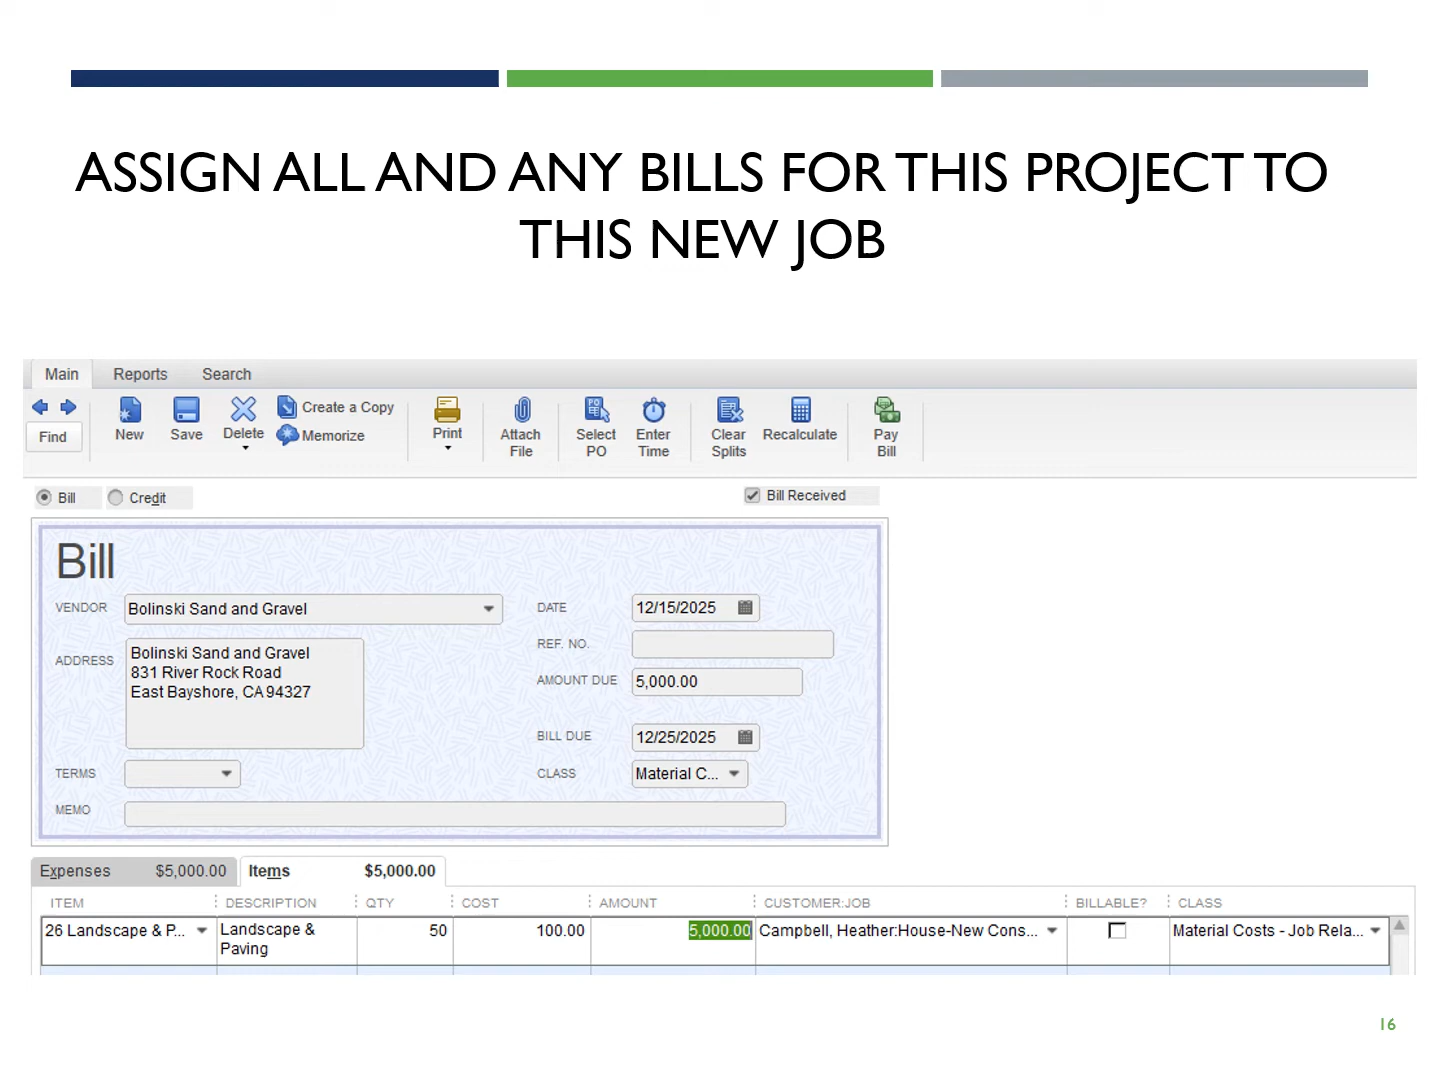 ASSIGN ALL AND ANY BILLS FOR THIS PROJECT TO
THIS NEW JOB
Main Reports Search
Find
New
Save
Delete
Create a Copy
Memorize
Print
Attach
File
Select
PO
Enter
Time
Clear
Splits
Recalculate
Pay
Bill
Bill Credit Bill Received
Bill
VENDOR Bolinski Sand and Gravel
ADDRESS Bolinski Sand and Gravel
831 River Rock Road
East Bayshore, CA 94327
TERMS
MEMO
DATE 12/15/2025
REF. NO.
AMOUNT DUE 5,000.00
BILL DUE 12/25/2025
CLASS Material C...
Expenses $5,000.00 Items $5,000.00
ITEM DESCRIPTION QTY COST AMOUNT CUSTOMER:JOB BILLABLE? CLASS
26 Landscape & P... Landscape & 50 100.00 5,000.00 Campbell, Heather:House-New Cons... Material Costs - Job Rela...
Paving
16